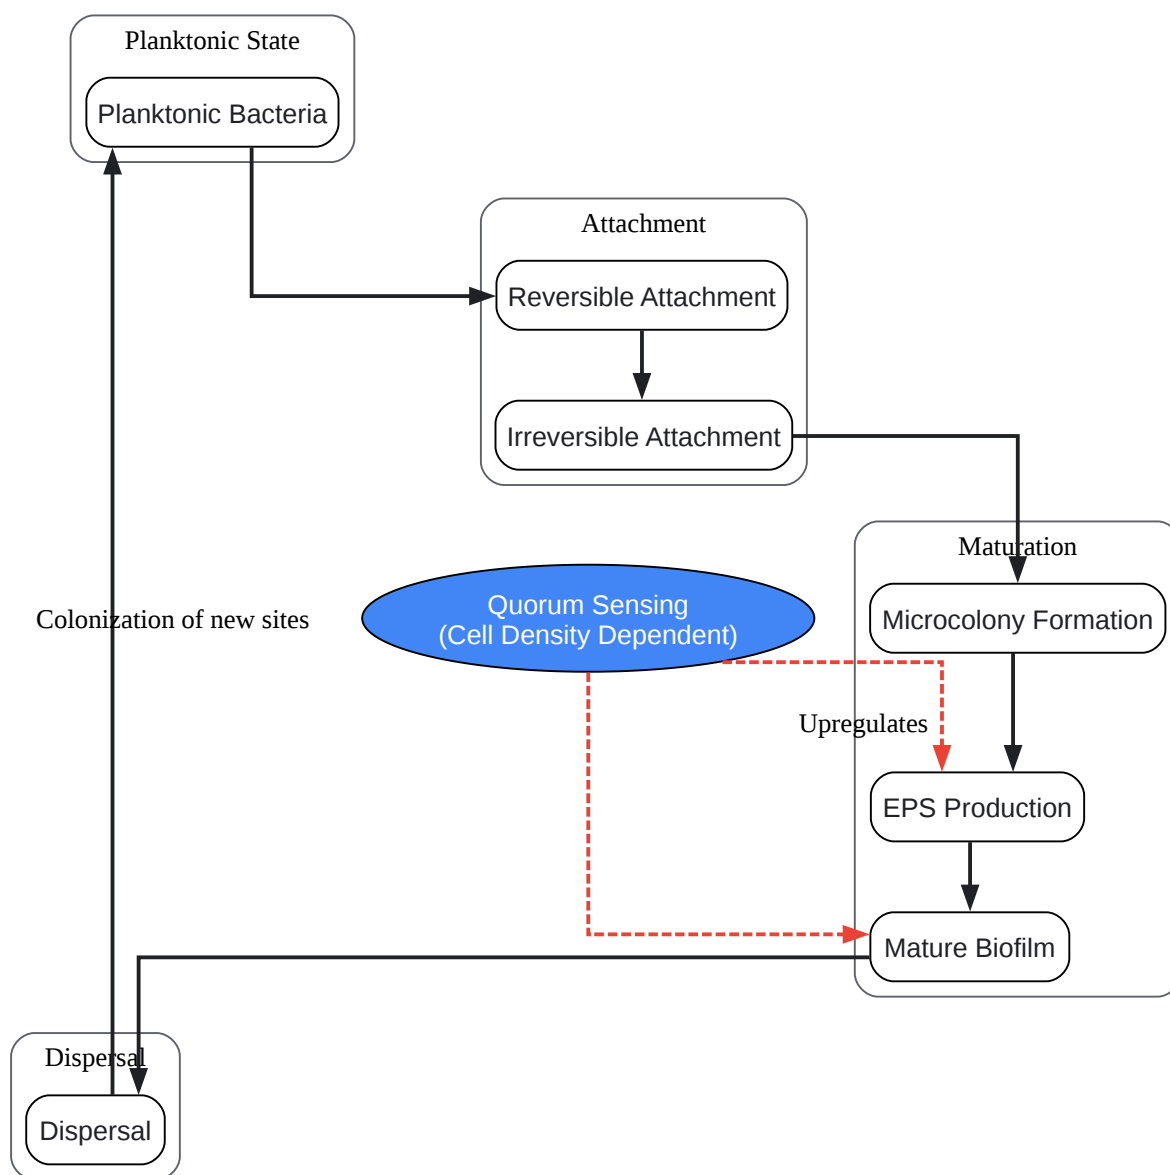 Planktonic State
Planktonic Bacteria
Attachment
Reversible Attachment
Irreversible Attachment
Maturation
Quorum Sensing
(Cell Density Dependent)
Colonization of new sites
Microcolony Formation
Upregulates
EPS Production
Mature Biofilm
Dispersal
Dispersal